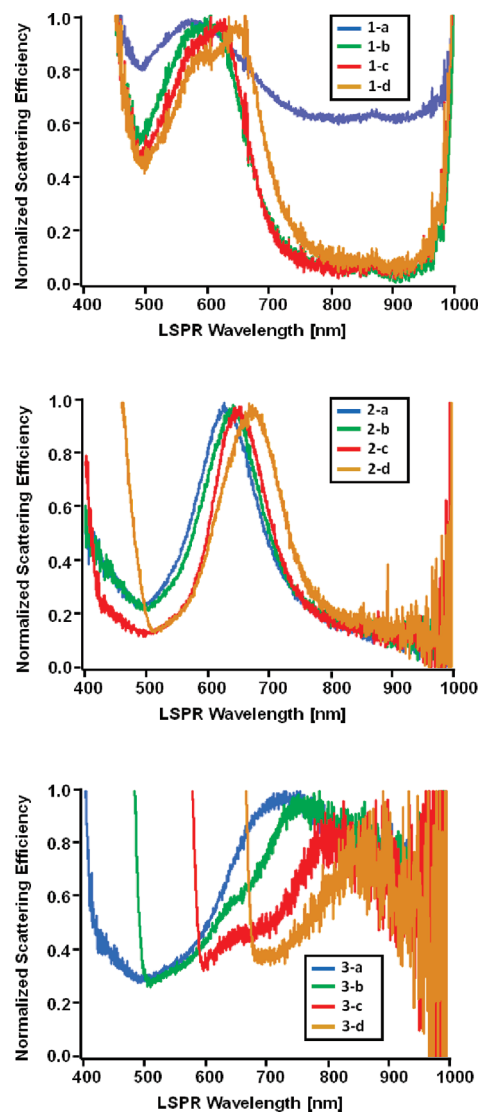 Normalized Scattering Efficiency
1.0
0.8
0.6
0.4
0.2
0.0
1-a
1-b
1-c
1-d
400 500 600 700 800 900 1000
LSPR Wavelength [nm]
Normalized Scattering Efficiency
1.0
0.8
0.6
0.4
0.2
0.0
2-a
2-b
2-c
2-d
400 500 600 700 800 900 1000
LSPR Wavelength [nm]
Normalized Scattering Efficiency
1.0
0.8
0.6
0.4
0.2
0.0
3-a
3-b
3-c
3-d
400 500 600 700 800 900 1000
LSPR Wavelength [nm]